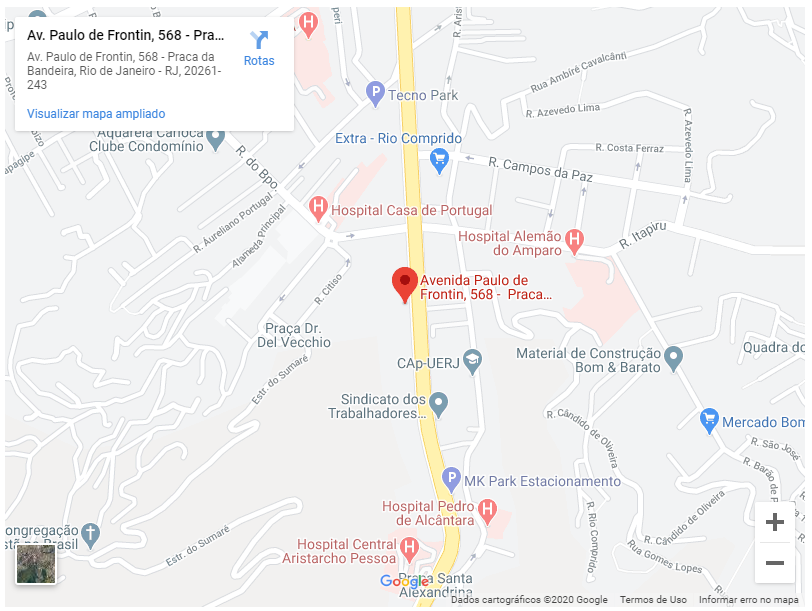 Av. Paulo de Frontin, 568 - Pra...
Av. Paulo de Frontin, 568 - Praca da
Bandeira, Rio de Janeiro - RJ, 20261-
243
Rotas
Visualizar mapa ampliado
Aquarela Carioca
Clube Condomínio
Tecno Park
Rua Ambiré Cavalcanti
R. Azevedo Lima
R. Azevedo Lima
Extra - Rio Comprido
R. Costa Ferraz
R. do Bpo.
R. Campos da Paz
Hospital Casa de Portugal
R. Aureliano Portugal
Alameda Principal
Hospital Alemão
do Amparo
R. Itapiru
R. Citiso
Avenida Paulo de
Frontin, 568 - Praca...
Praça Dr.
Del Vecchio
Estr. do Sumaré
CAp-UERJ
Material de Construção
Bom & Barato
Quadra do
Sindicato dos
Trabalhadores...
R. Cândido de Oliveira
Mercado Bom
R. São José
R. Barão de
MK Park Estacionamento
R. Cândido de Oliveira
Hospital Pedro
de Alcântara
R. Rio Comprido
Estr. do Sumaré
ongregação
stã no Brasil
Hospital Central
Aristarcho Pessoa
Rua Gomes Lopes
Google
Praça Santa
Alexandrina
Dados cartográficos ©2020 Google
Termos de Uso
Informar erro no mapa